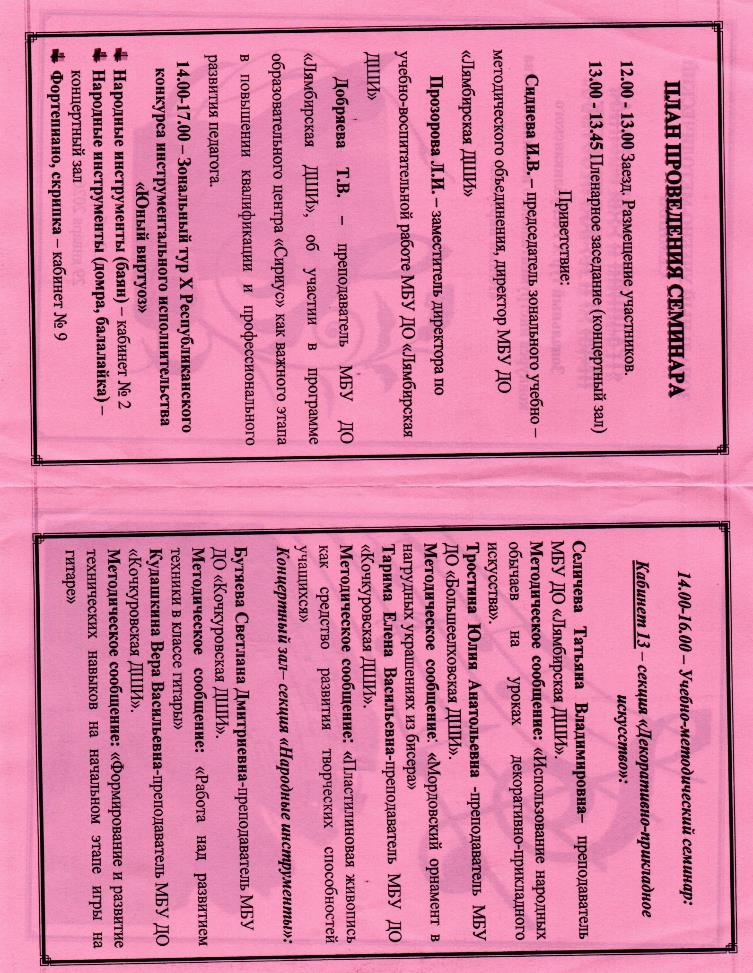 ПЛАН ПРОВЕДЕНИЯ СЕМИНАРА
12.00 - 13.00 Заезд. Размещение участников.
13.00 - 13.45 Пленарное заседание (концертный зал)
Приветствие:
Сиднева И.В. – председатель зонального учебно –
методического объединения, директор МБУ ДО
«Лямбирская ДШИ»
Прозорова Л.И. – заместитель директора по
учебно-воспитательной работе МБУ ДО «Лямбирская
ДШИ»
Добряева Т.В. – преподаватель МБУ ДО
«Лямбирская ДШИ», об участии в программе
образовательного центра «Сириус» как важного этапа
в повышении квалификации и профессионального
развития педагога.
14.00-17.00 – Зональный тур X Республиканского
конкурса инструментального исполнительства
«Юный виртуоз»
Народные инструменты (баян) – кабинет № 2
Народные инструменты (домра, балалайка) –
концертный зал
Фортепиано, скрипка – кабинет № 9
14.00-16.00 – Учебно-методический семинар:
Кабинет 13 – секция «Декоративно-прикладное
искусство»:
Селичева Татьяна Владимировна– преподаватель
МБУ ДО «Лямбирская ДШИ».
Методическое сообщение: «Использование народных
обычаев на уроках декоративно-прикладного
искусства».
Тростина Юлия Анатольевна -преподаватель МБУ
ДО «Большеелховская ДШИ».
Методическое сообщение: «Мордовский орнамент в
нагрудных украшениях из бисера»
Тарима Елена Васильевна-преподаватель МБУ ДО
«Кочкуровская ДШИ».
Методическое сообщение: «Пластилиновая живопись
как средство развития творческих способностей
учащихся»
Концертный зал– секция «Народные инструменты»:
Бутяева Светлана Дмитриевна-преподаватель МБУ
ДО «Кочкуровская ДШИ».
Методическое сообщение: «Работа над развитием
техники в классе гитары»
Кудашкина Вера Васильевна-преподаватель МБУ ДО
«Кочкуровская ДШИ».
Методическое сообщение: «Формирование и развитие
технических навыков на начальном этапе игры на
гитаре»